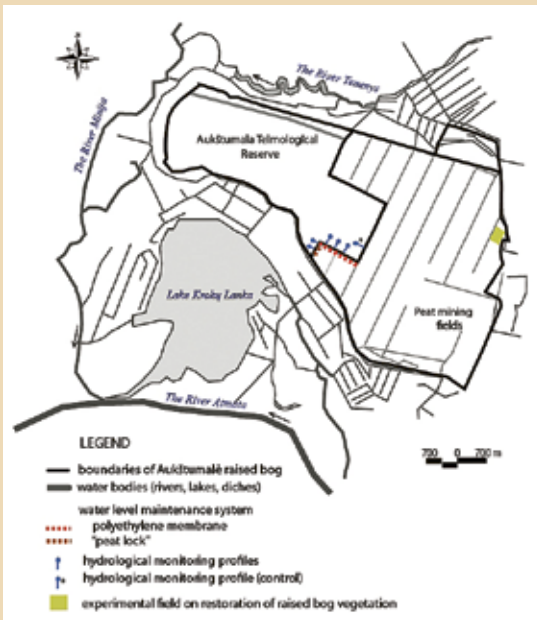 The River Tenenys
The River Minija
Aukštumala Telmological
Reserve
Lake Krokų Lanka
Peat mining
fields
The River Atmata
LEGEND
700 0 700 m
boundaries of Aukštumalė raised bog
water bodies (rivers, lakes, diches)
water level maintenance system
polyethylene membrane
"peat lock"
hydrological monitoring profiles
hydrological monitoring profile (control)
experimental field on restoration of raised bog vegetation